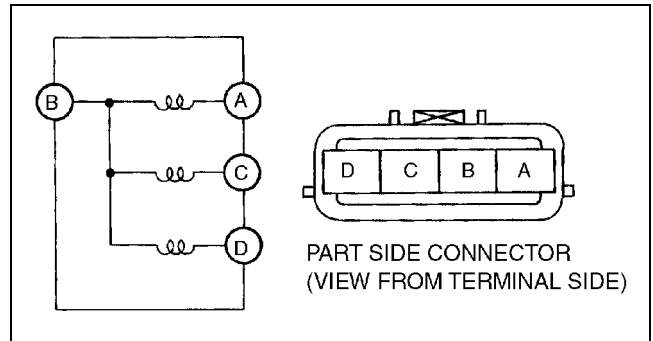 B
A
C
D
D C B A
PART SIDE CONNECTOR
(VIEW FROM TERMINAL SIDE)